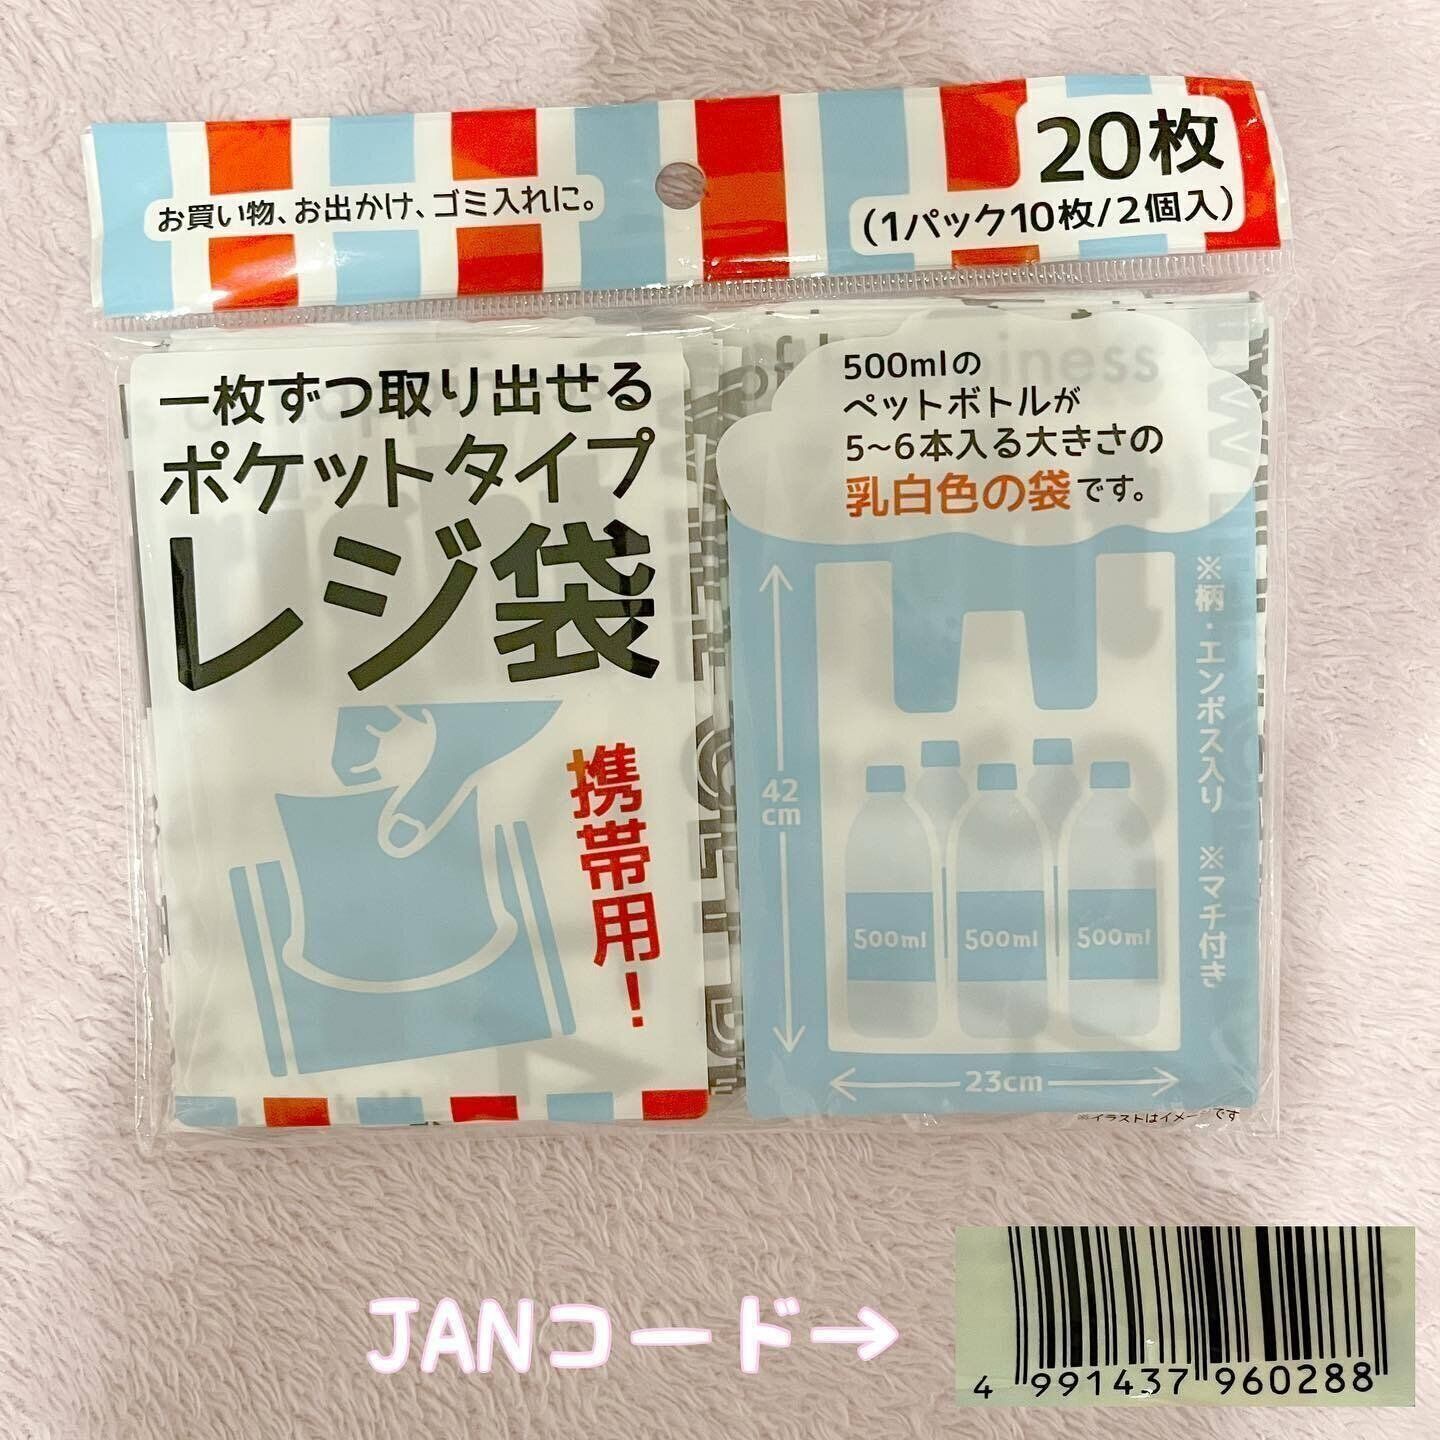 お買い物、お出かけ、ゴミ入れに。
20枚
(1パック10枚/2個入)
一枚ずつ取り出せる
ポケットタイプ
レジ袋
携帯用!
500mlの
ペットボトルが
5~6本入る大きさの
乳白色の袋です。
※柄・エンボス入り ※マチ付き
42
cm
500ml 500ml 500ml
23cm
※イラストはイメージです
JANコード→
4 991437 960288